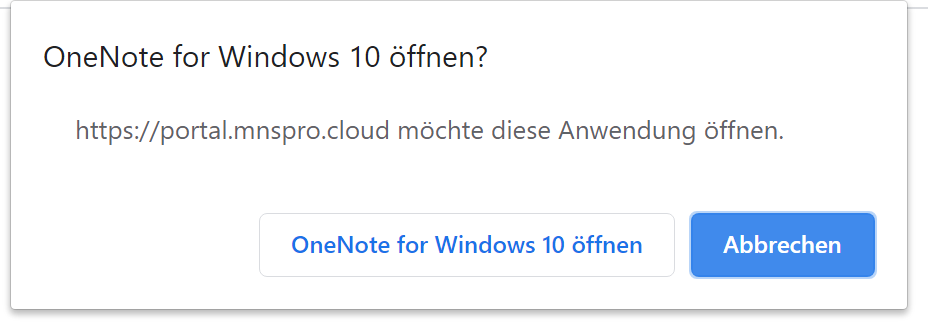 OneNote for Windows 10 öffnen?
https://portal.mnspro.cloud möchte diese Anwendung öffnen.
OneNote for Windows 10 öffnen Abbrechen